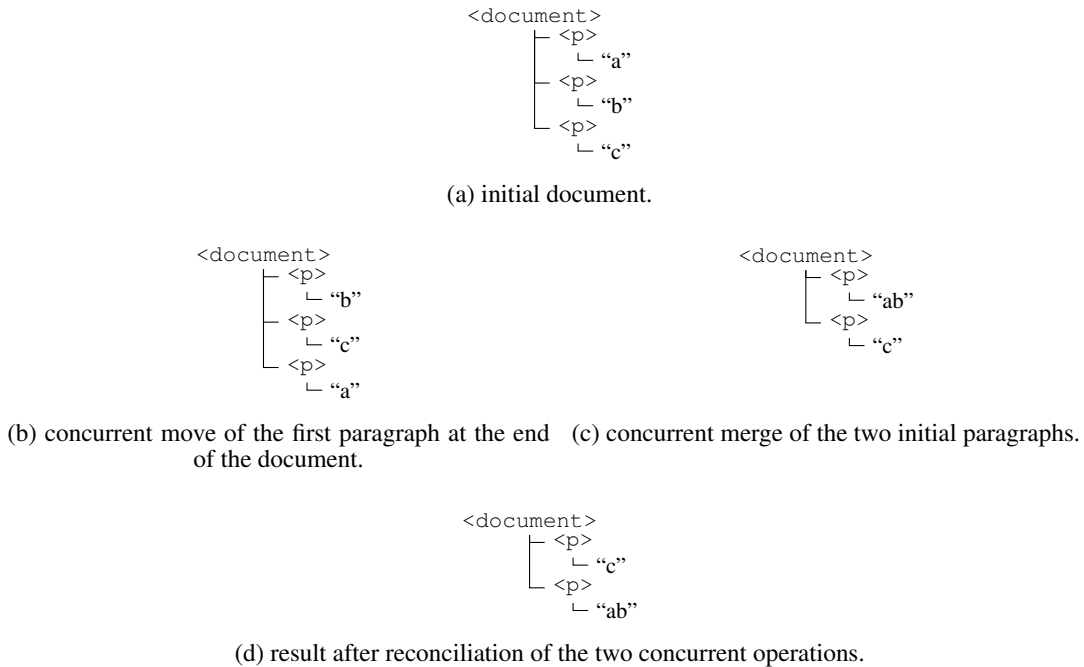 <document>
<p>
“a”
<p>
“b”
<p>
“c”
(a) initial document.
<document>
<p>
“b”
<p>
“c”
<p>
“a”
(b) concurrent move of the first paragraph at the end
of the document.
<document>
<p>
“ab”
<p>
“c”
(c) concurrent merge of the two initial paragraphs.
<document>
<p>
“c”
<p>
“ab”
(d) result after reconciliation of the two concurrent operations.